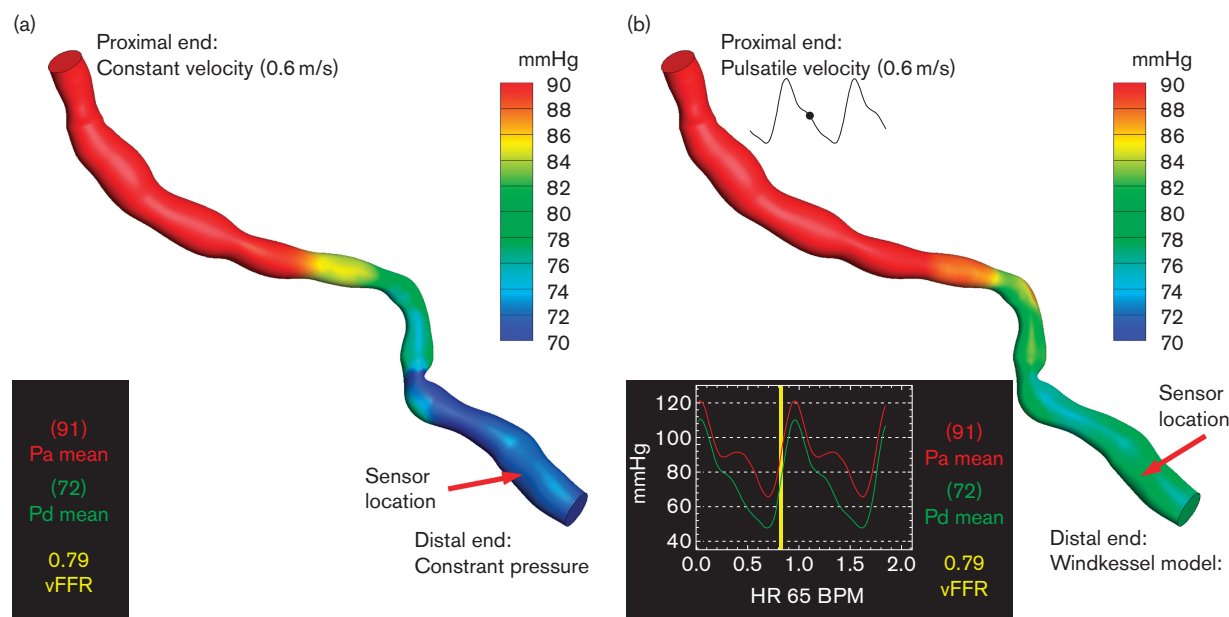 (a)
Proximal end:
Constant velocity (0.6 m/s)
mmHg
90
88
86
84
82
80
78
76
74
72
70
(91)
Pa mean
(72)
Pd mean
0.79
vFFR
Sensor
location
Distal end:
Constrant pressure
(b)
Proximal end:
Pulsatile velocity (0.6 m/s)
mmHg
90
88
86
84
82
80
78
76
74
72
70
mmHg
120
100
80
60
40
0.0 0.5 1.0 1.5 2.0
HR 65 BPM
(91)
Pa mean
(72)
Pd mean
0.79
vFFR
Sensor
location
Distal end:
Windkessel model: